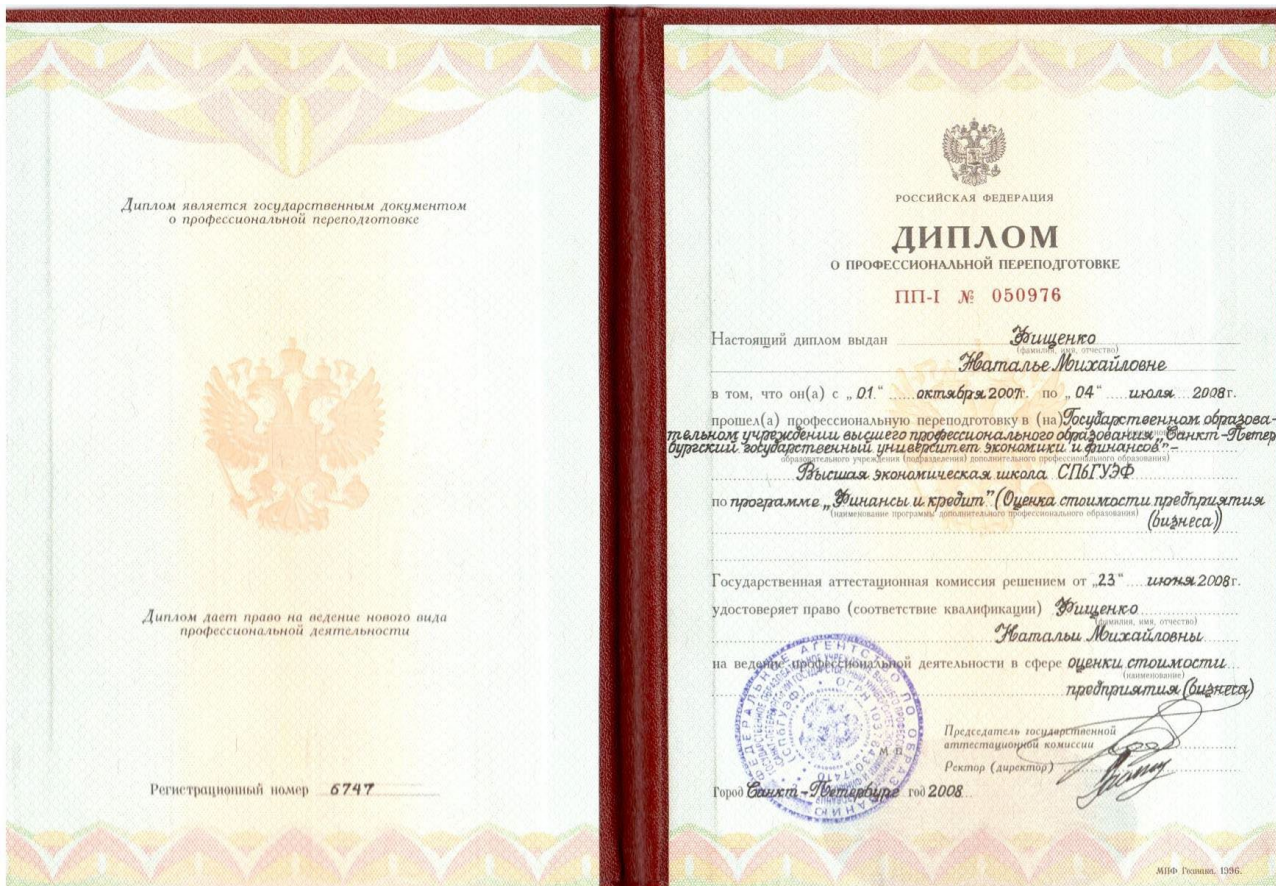 Диплом является государственным документом
о профессиональной переподготовке
Диплом дает право на ведение нового вида
профессиональной деятельности
Регистрационный номер 6747
РОССИЙСКАЯ ФЕДЕРАЦИЯ
ДИПЛОМ
О ПРОФЕССИОНАЛЬНОЙ ПЕРЕПОДГОТОВКЕ
ПП-I № 050976
Настоящий диплом выдан Фищенко
(фамилия, имя, отчество)
Наталье Михайловне
в том, что он(а) с „01“ октября 2007г. по „04“ июля 2008г.
прошел(а) профессиональную переподготовку в (на) Государственном образова-
тельном учреждении высшего профессионального образования „Санкт-Петер
бургский государственный университет экономики и финансов" –
образовательного учреждения (подразделения) дополнительного профессионального образования)
Высшая экономическая школа СПбГУЭФ
по программе „Финансы и кредит" (Оценка стоимости предприятия
(наименование программы дополнительного профессионального образования)
(бизнеса))
Государственная аттестационная комиссия решением от „23“ июня 2008г.
удостоверяет право (соответствие квалификации) Фищенко
(фамилия, имя, отчество)
Натальи Михайловны
на ведение профессиональной деятельности в сфере оценки стоимости
(наименование)
предприятия (бизнеса)
Председатель государственной
аттестационной комиссии
М П
Ректор (директор)
Город Санкт-Петербург год 2008
ФЕДЕРАЛЬНОЕ АГЕНТСТВО ПО ОБРАЗОВАНИЮ
(СПбГУЭФ)
МПФ Гознака. 1996.